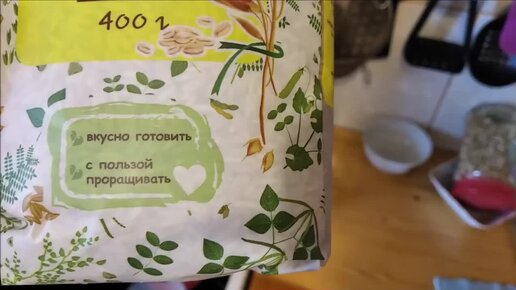 400 г
вкусно готовить
с пользой
проращивать